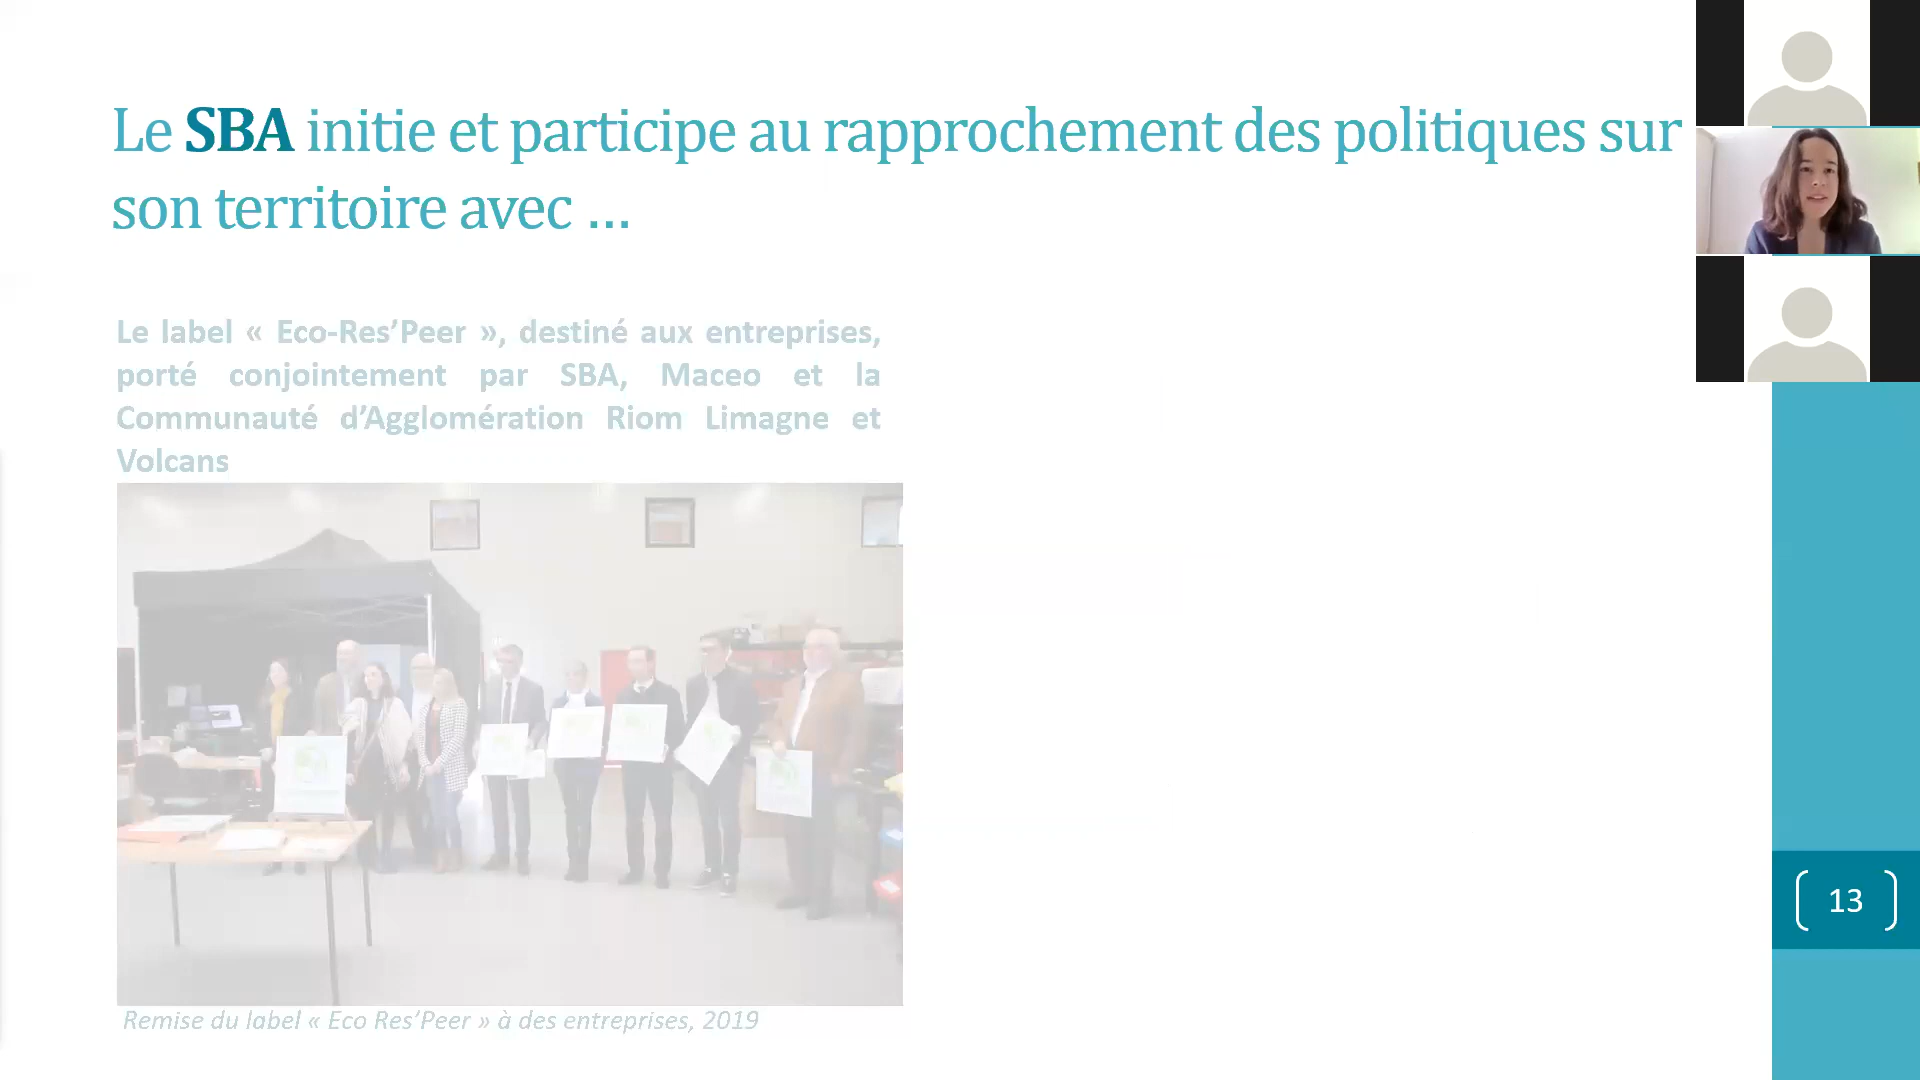 Le SBA initie et participe au rapprochement des politiques sur
son territoire avec ...
Le label « Eco-Res’Peer », destiné aux entreprises,
porté conjointement par SBA, Maceo et la
Communauté d’Agglomération Riom Limagne et
Volcans
Remise du label « Eco Res’Peer » à des entreprises, 2019
13